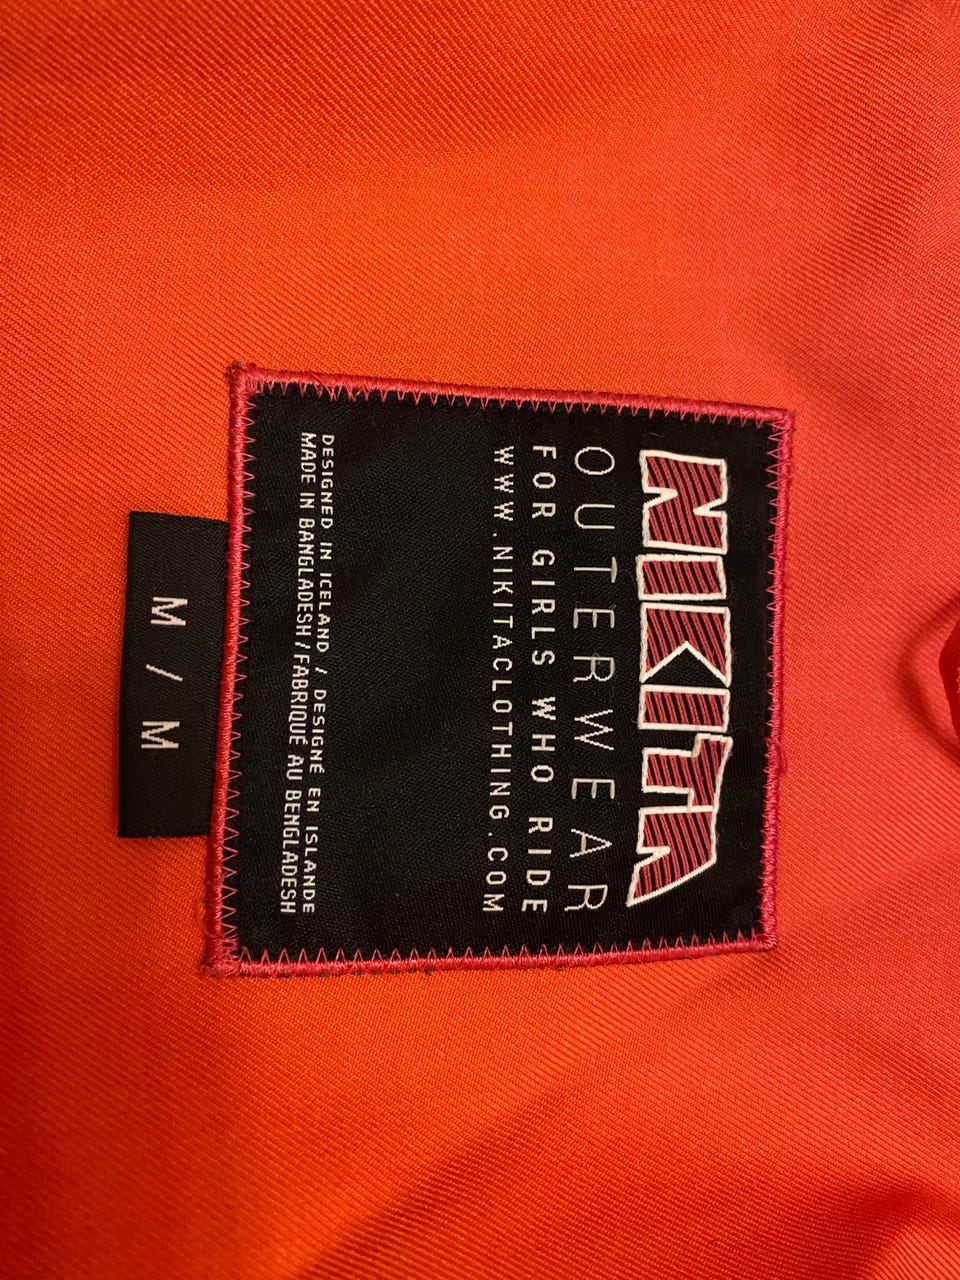 NIKITA
OUTERWEAR
FOR GIRLS WHO RIDE
WWW.NIKITACLOTHING.COM
DESIGNED IN ICELAND / DESIGNÉ EN ISLANDE
MADE IN BANGLADESH / FABRIQUÉ AU BENGLADESH
M / M